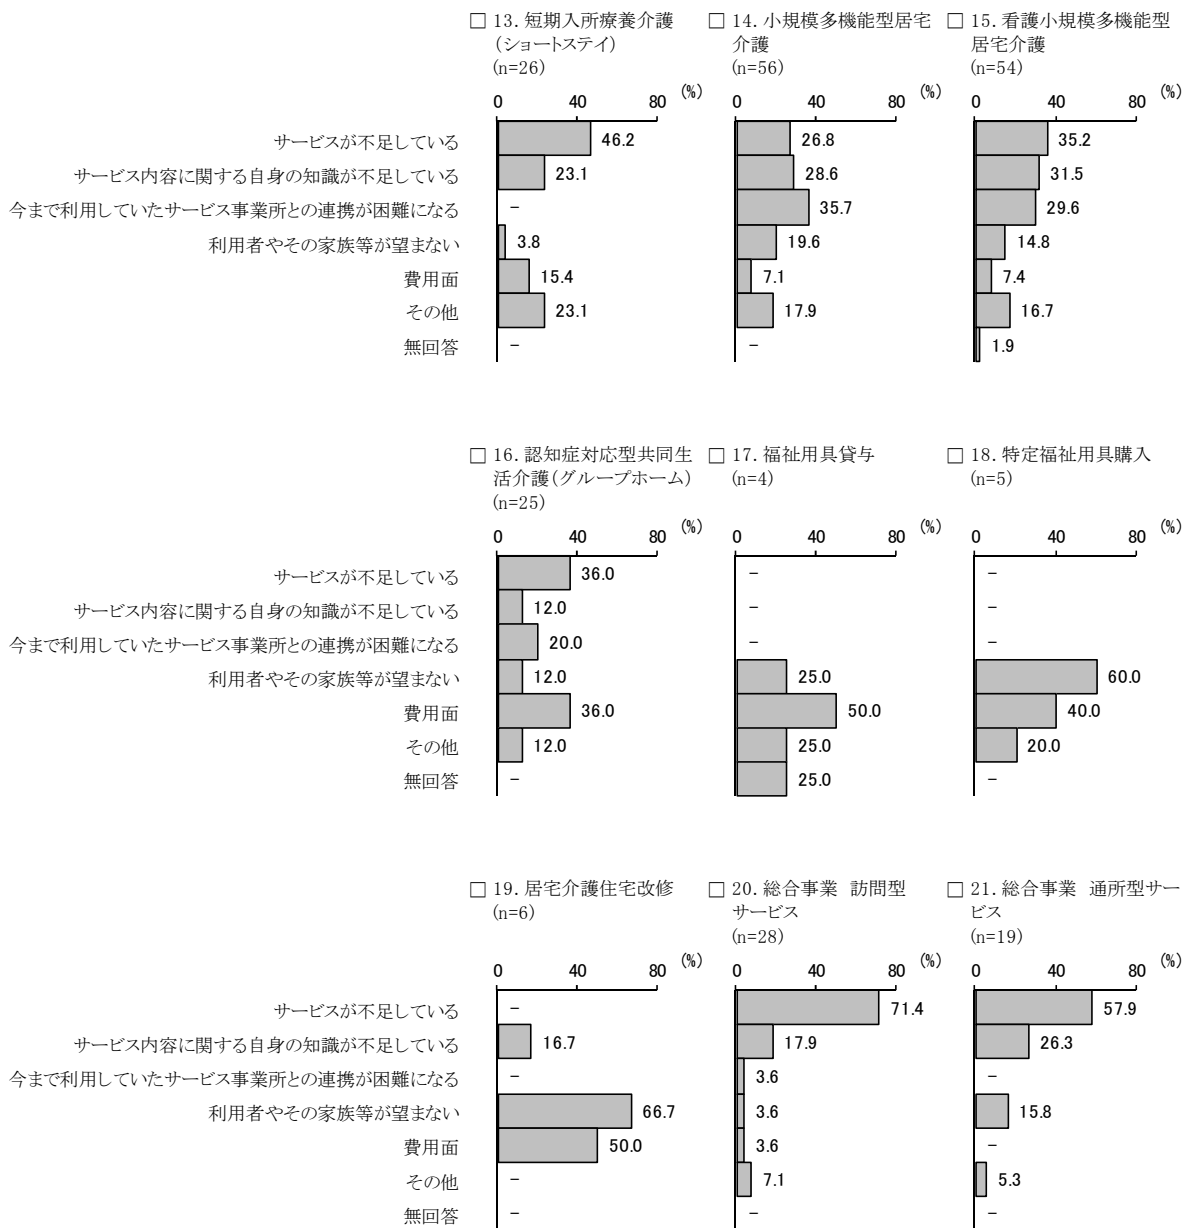 □ 13. 短期入所療養介護
(ショートステイ)
(n=26)
□ 14. 小規模多機能型居宅
介護
(n=56)
□ 15. 看護小規模多機能型
居宅介護
(n=54)
0 40 80 (%)
0 40 80 (%)
0 40 80 (%)
サービスが不足している 46.2 26.8 35.2
サービス内容に関する自身の知識が不足している 23.1 28.6 31.5
今まで利用していたサービス事業所との連携が困難になる - 35.7 29.6
利用者やその家族等が望まない 3.8 19.6 14.8
費用面 15.4 7.1 7.4
その他 23.1 17.9 16.7
無回答 - - 1.9
□ 16. 認知症対応型共同生
活介護(グループホーム)
(n=25)
□ 17. 福祉用具貸与
(n=4)
□ 18. 特定福祉用具購入
(n=5)
0 40 80 (%)
0 40 80 (%)
0 40 80 (%)
サービスが不足している 36.0 - -
サービス内容に関する自身の知識が不足している 12.0 - -
今まで利用していたサービス事業所との連携が困難になる 20.0 - -
利用者やその家族等が望まない 12.0 25.0 60.0
費用面 36.0 50.0 40.0
その他 12.0 25.0 20.0
無回答 - 25.0 -
□ 19. 居宅介護住宅改修
(n=6)
□ 20. 総合事業 訪問型
サービス
(n=28)
□ 21. 総合事業 通所型サー
ビス
(n=19)
0 40 80 (%)
0 40 80 (%)
0 40 80 (%)
サービスが不足している - 71.4 57.9
サービス内容に関する自身の知識が不足している 16.7 17.9 26.3
今まで利用していたサービス事業所との連携が困難になる - 3.6 -
利用者やその家族等が望まない 66.7 3.6 15.8
費用面 50.0 3.6 -
その他 - 7.1 5.3
無回答 - - -